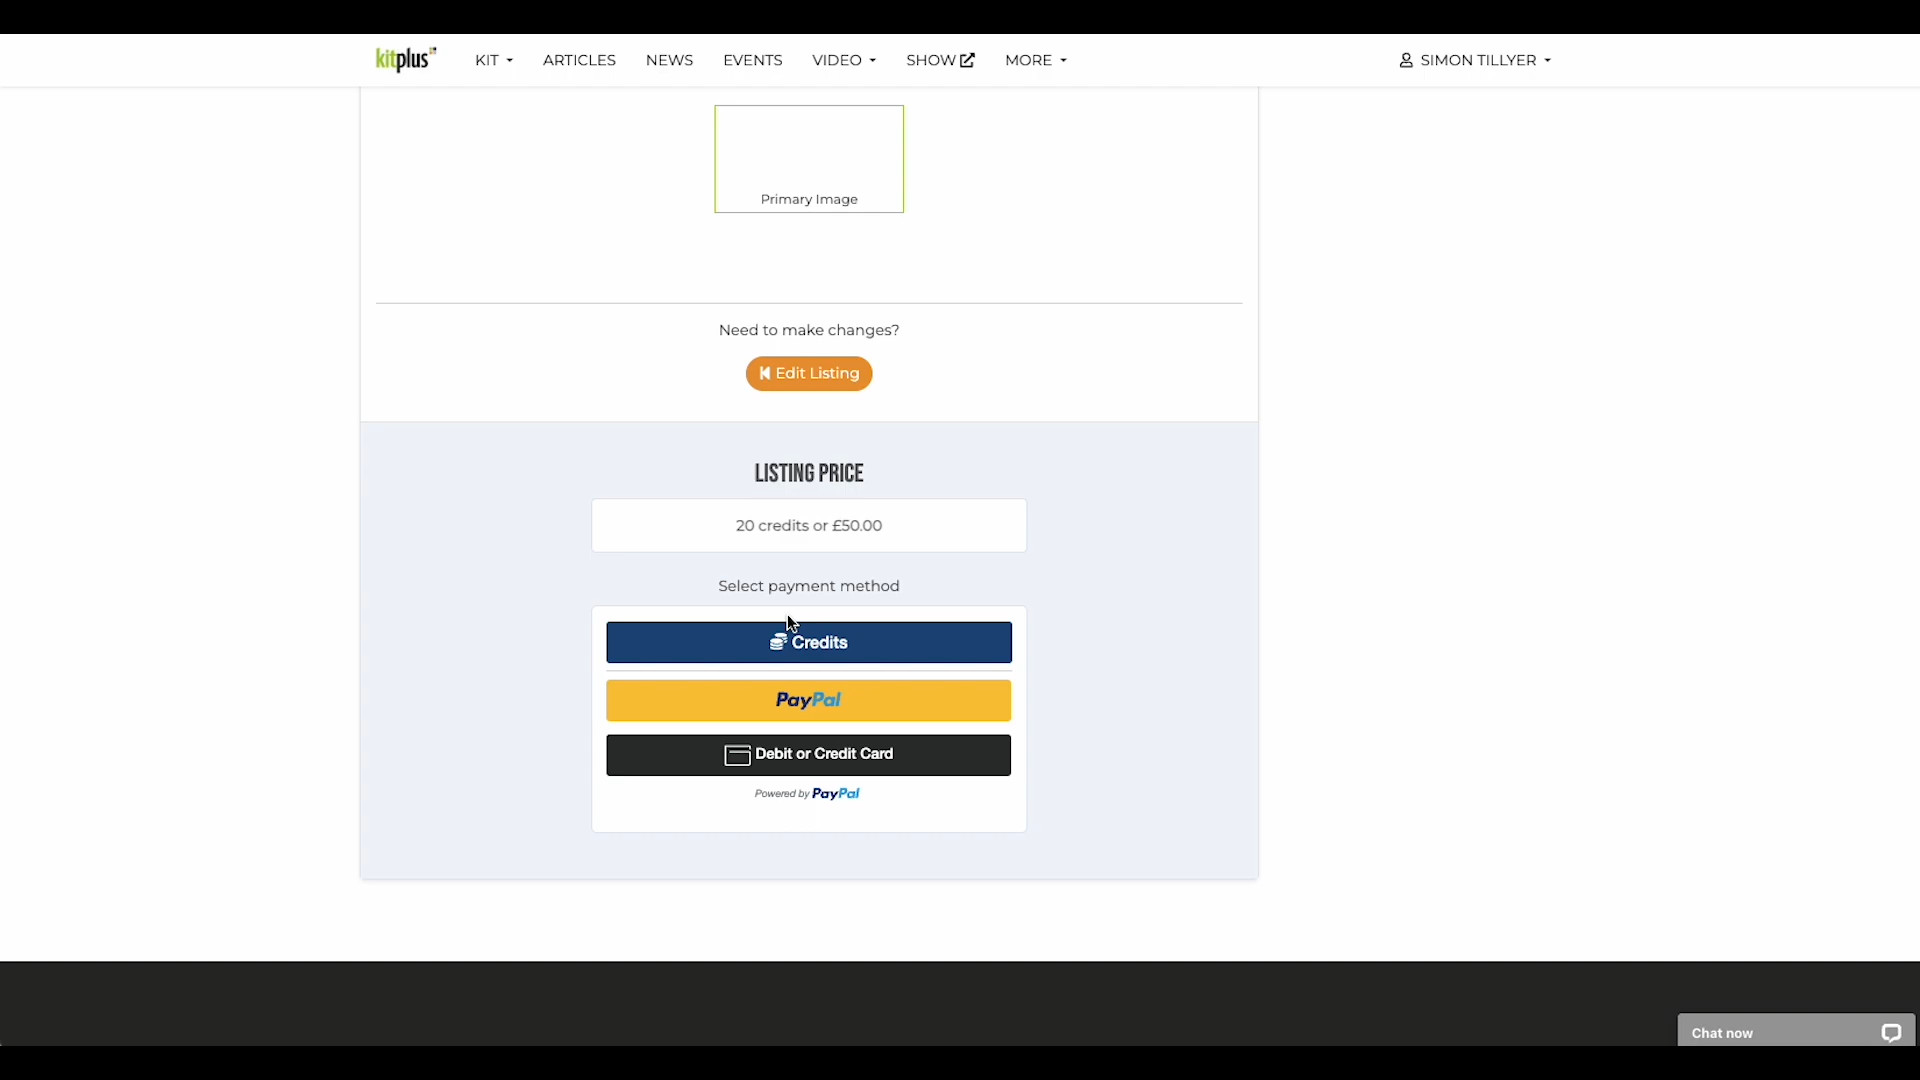 kitplus KIT ARTICLES NEWS EVENTS VIDEO SHOW MORE SIMON TILLYER
Primary Image
Need to make changes?
Edit Listing
LISTING PRICE
20 credits or £50.00
Select payment method
Credits
PayPal
Debit or Credit Card
Powered by PayPal
Chat now